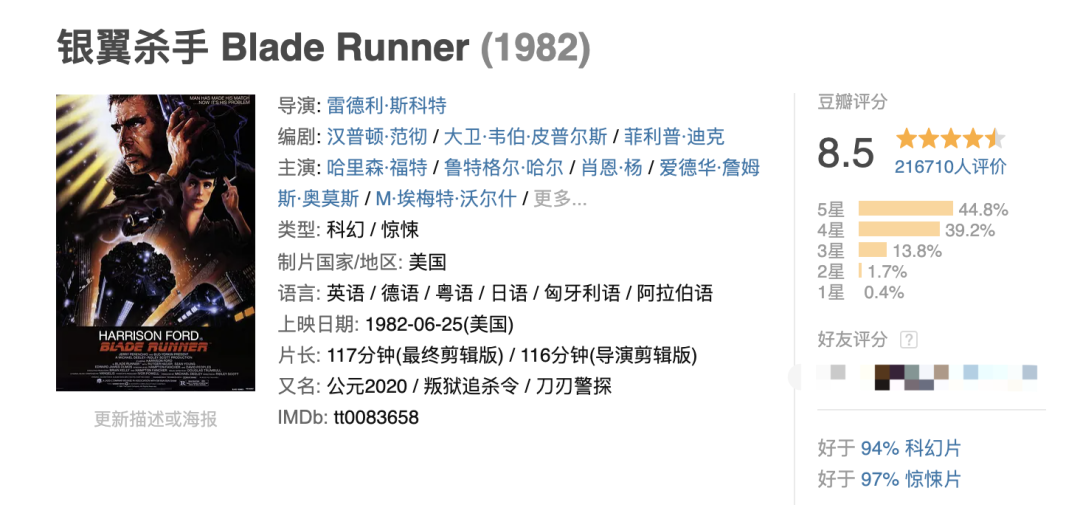 银翼杀手 Blade Runner (1982)
MAN HAS MADE HIS MATCH
...NOW IT'S HIS PROBLEM
HARRISON FORD
BLADE RUNNER
更新描述或海报
导演: 雷德利·斯科特
编剧: 汉普顿·范彻 / 大卫·韦伯·皮普尔斯 / 菲利普·迪克
主演: 哈里森·福特 / 鲁特格尔·哈尔 / 肖恩·杨 / 爱德华·詹姆
斯·奥莫斯 / M·埃梅特·沃尔什 / 更多...
类型: 科幻 / 惊悚
制片国家/地区: 美国
语言: 英语 / 德语 / 粤语 / 日语 / 匈牙利语 / 阿拉伯语
上映日期: 1982-06-25(美国)
片长: 117分钟(最终剪辑版) / 116分钟(导演剪辑版)
又名: 公元2020 / 叛狱追杀令 / 刀刃警探
IMDb: tt0083658
豆瓣评分
8.5
216710人评价
5星 44.8%
4星 39.2%
3星 13.8%
2星 1.7%
1星 0.4%
好友评分 ?
好于 94% 科幻片
好于 97% 惊悚片